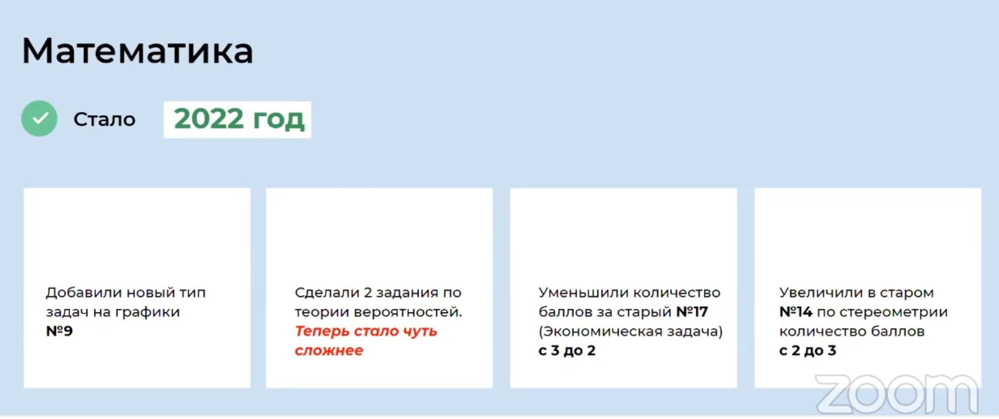 Математика
Стало
2022 год
Добавили новый тип
задач на графики
№9
Сделали 2 задания по
теории вероятностей.
Теперь стало чуть
сложнее
Уменьшили количество
баллов за старый №17
(Экономическая задача)
с 3 до 2
Увеличили в старом
№14 по стереометрии
количество баллов
с 2 до 3
zoom